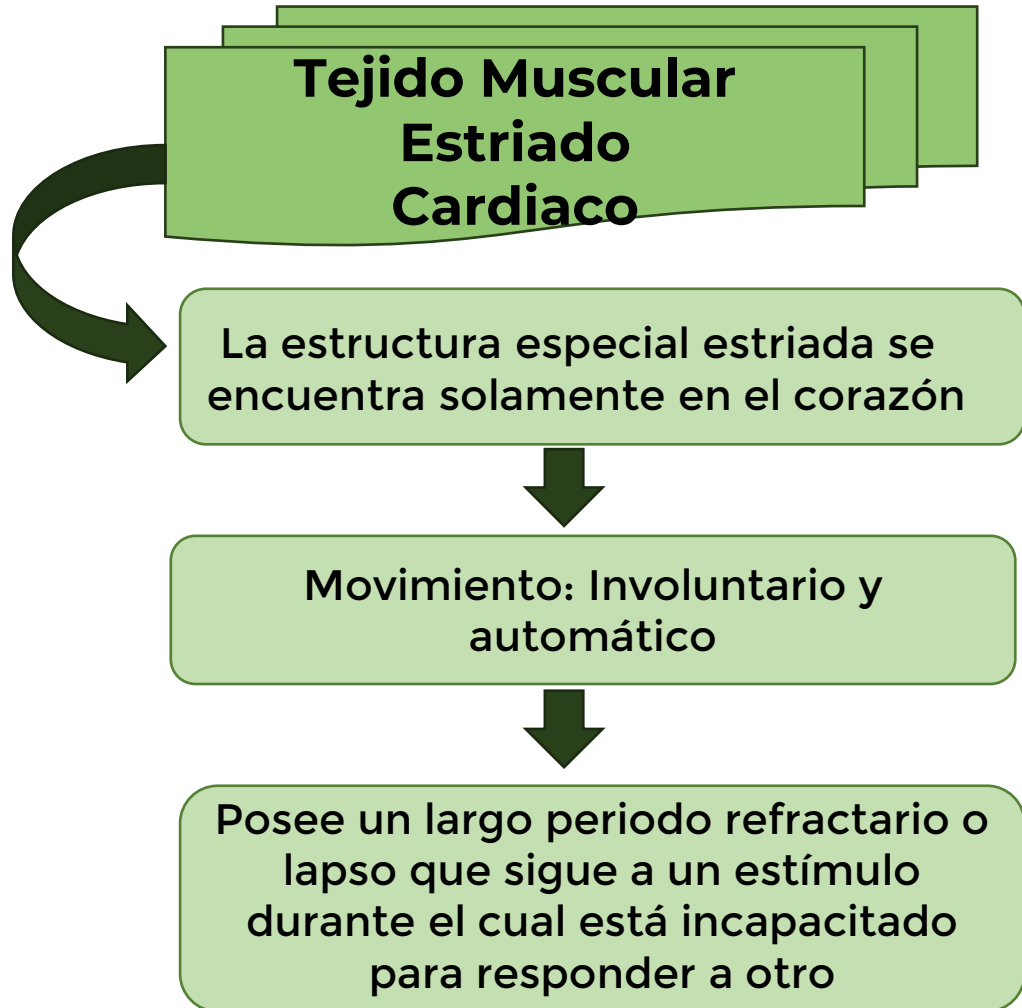 Tejido Muscular
Estriado
Cardiaco
La estructura especial estriada se
encuentra solamente en el corazón
Movimiento: Involuntario y
automático
Posee un largo periodo refractario o
lapso que sigue a un estímulo
durante el cual está incapacitado
para responder a otro